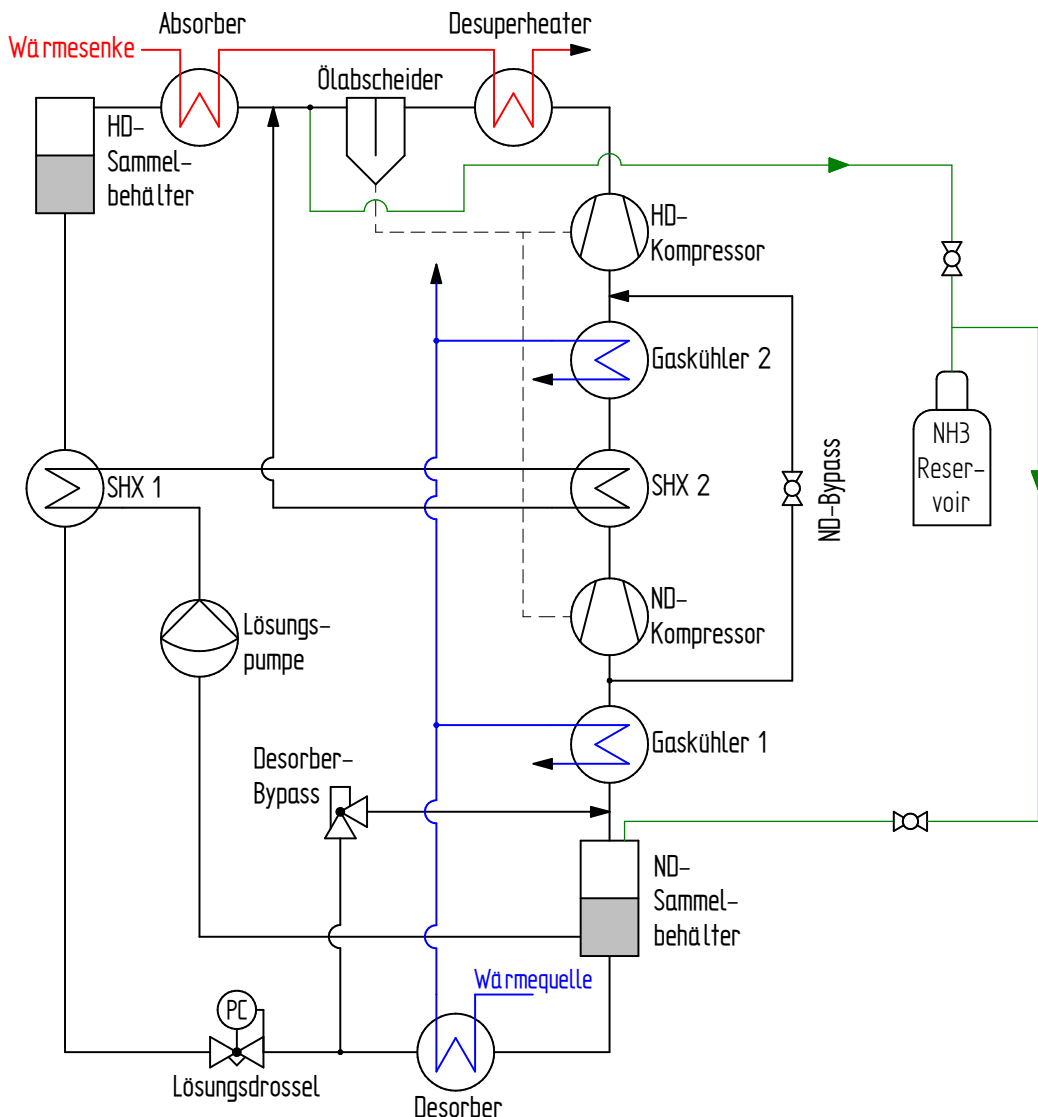 Absorber
Desuperheater
Wärmesenke
Ölabscheider
HD-
Sammel-
behälter
HD-
Kompressor
Gaskühler 2
NH3
Reser-
voir
SHX 1
SHX 2
ND-Bypass
ND-
Kompressor
Lösungs-
pumpe
Gaskühler 1
Desorber-
Bypass
ND-
Sammel-
behälter
Wärmequelle
PC
Lösungsdrossel
Desorber